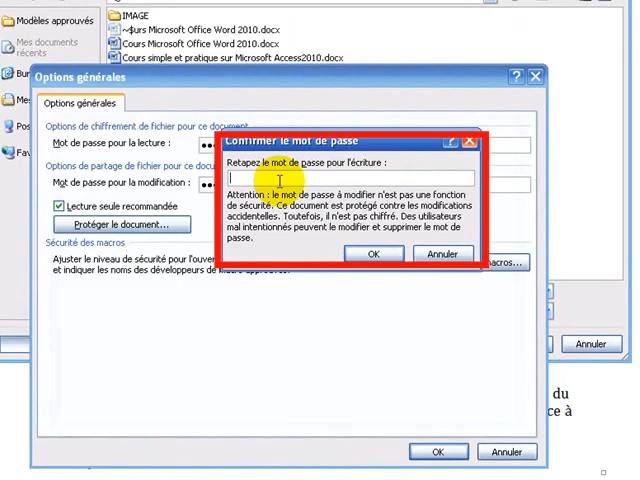 Modèles approuvés
IMAGE
~$urs Microsoft Office Word 2010.docx
Mes documents
récents
Cours Microsoft Office Word 2010.docx
Cours simple et pratique sur Microsoft Access2010.docx
Options générales
Options générales
Options de chiffrement de fichier pour ce document
Mot de passe pour la lecture :
Options de partage de fichier pour ce
Mot de passe pour la modification :
Lecture seule recommandée
Protéger le document...
Sécurité des macros
Ajuster le niveau de sécurité pour
et indiquer les noms des développeurs de
Confirmer le mot de passe
Retapez le mot de passe pour l'écriture :
Attention : le mot de passe à modifier n'est pas une fonction
de sécurité. Ce document est protégé contre les modifications
accidentelles. Toutefois, il n'est pas chiffré. Des utilisateurs
mal intentionnés peuvent le modifier et supprimer le mot de
passe.
OK
Annuler
Annuler
du
ce à
OK
Annuler